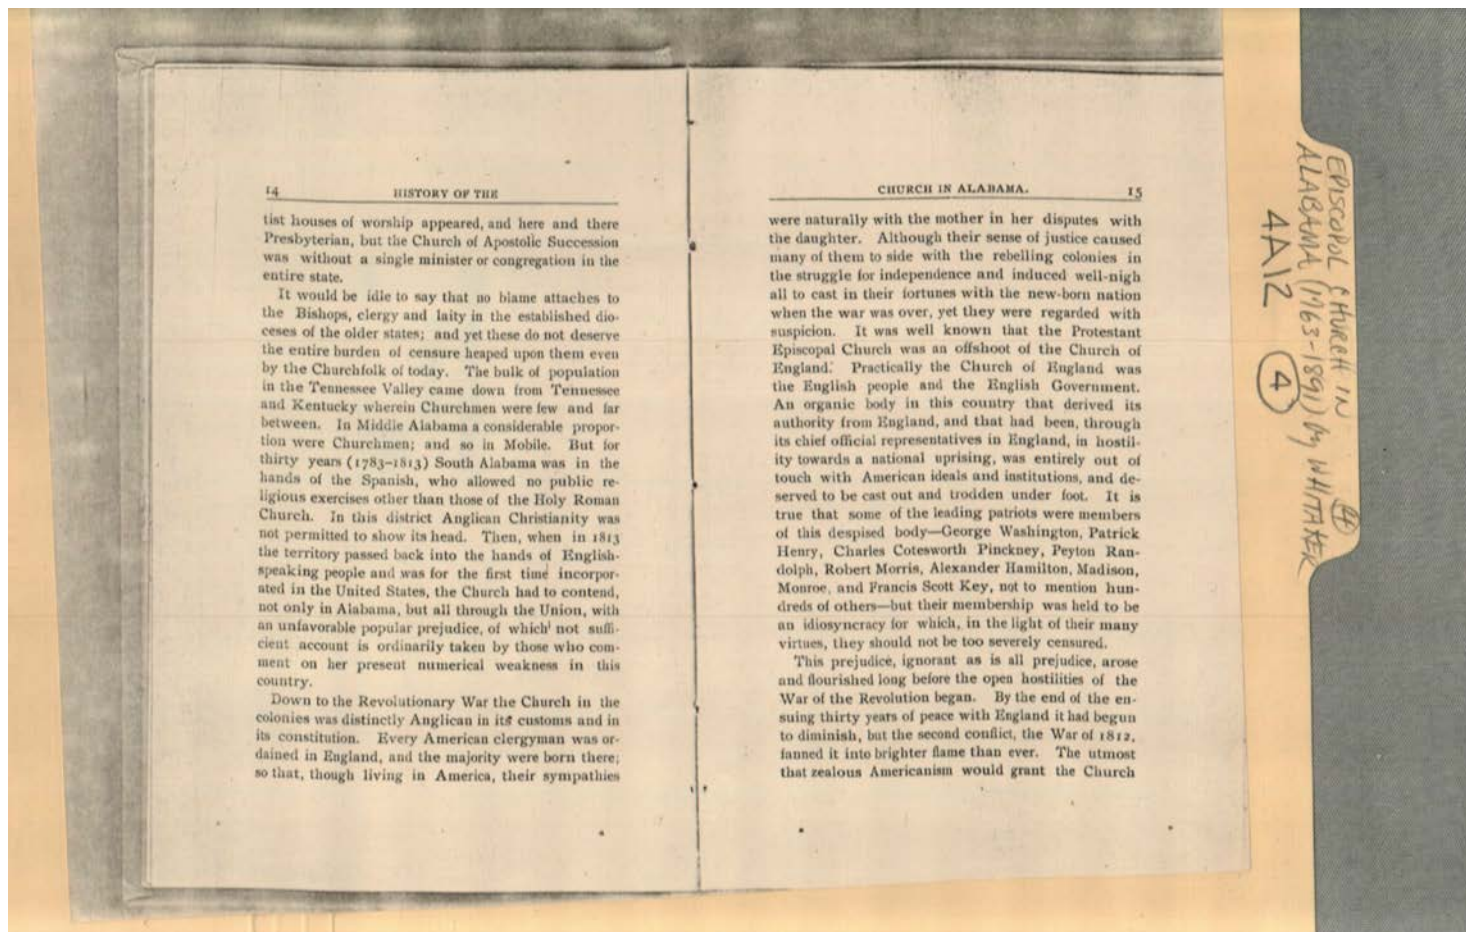 14
HISTORY OF THE
tist houses of worship appeared, and here and there
Presbyterian, but the Church of Apostolic Succession
was without a single minister or congregation in the
entire state.
It would be idle to say that no blame attaches to
the Bishops, clergy and laity in the established dio-
ceses of the older states; and yet these do not deserve
the entire burden of censure heaped upon them even
by the Churchfolk of today. The bulk of population
in the Tennessee Valley came down from Tennessee
and Kentucky wherein Churchmen were few and far
between. In Middle Alabama a considerable propor-
tion were Churchmen; and so in Mobile. But for
thirty years (1783-1813) South Alabama was in the
hands of the Spanish, who allowed no public re-
ligious exercises other than those of the Holy Roman
Church. In this district Anglican Christianity was
not permitted to show its head. Then, when in 1813
the territory passed back into the hands of English-
speaking people and was for the first time incorpor-
ated in the United States, the Church had to contend,
not only in Alabama, but all through the Union, with
an unfavorable popular prejudice, of which not suffi-
cient account is ordinarily taken by those who com-
ment on her present numerical weakness in this
country.
Down to the Revolutionary War the Church in the
colonies was distinctly Anglican in its customs and in
its constitution. Every American clergyman was or-
dained in England, and the majority were born there;
so that, though living in America, their sympathies
CHURCH IN ALABAMA.
15
were naturally with the mother in her disputes with
the daughter. Although their sense of justice caused
many of them to side with the rebelling colonies in
the struggle for independence and induced well-nigh
all to cast in their fortunes with the new-born nation
when the war was over, yet they were regarded with
suspicion. It was well known that the Protestant
Episcopal Church was an offshoot of the Church of
England. Practically the Church of England was
the English people and the English Government.
An organic body in this country that derived its
authority from England, and that had been, through
its chief official representatives in England, in hostil-
ity towards a national uprising, was entirely out of
touch with American ideals and institutions, and de-
served to be cast out and trodden under foot. It is
true that some of the leading patriots were members
of this despised body—George Washington, Patrick
Henry, Charles Cotesworth Pinckney, Peyton Ran-
dolph, Robert Morris, Alexander Hamilton, Madison,
Monroe, and Francis Scott Key, not to mention hun-
dreds of others—but their membership was held to be
an idiosyncracy for which, in the light of their many
virtues, they should not be too severely censured.
This prejudice, ignorant as is all prejudice, arose
and flourished long before the open hostilities of the
War of the Revolution began. By the end of the en-
suing thirty years of peace with England it had begun
to diminish, but the second conflict, the War of 1812,
fanned it into brighter flame than ever. The utmost
that zealous Americanism would grant the Church
EPISCOPOL CHURCH IN
ALABAMA (1763-1891) by WHITAKER
4A12 4